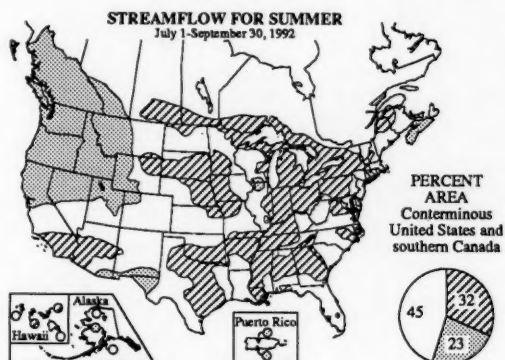 STREAMFLOW FOR SUMMER
July 1-September 30, 1992
PERCENT
AREA
Conterminous
United States and
southern Canada
45
32
23
Alaska
Hawaii
Puerto Rico